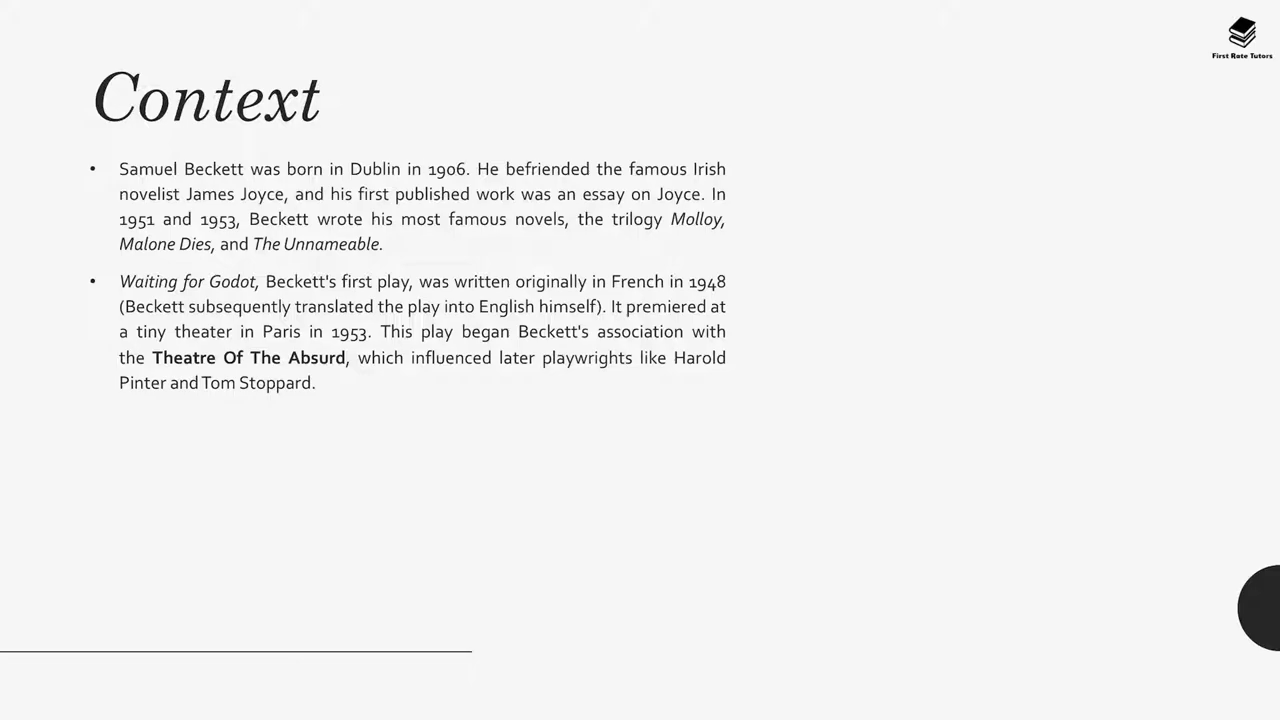 First Rate Tutors
Context
• Samuel Beckett was born in Dublin in 1906. He befriended the famous Irish
novelist James Joyce, and his first published work was an essay on Joyce. In
1951 and 1953, Beckett wrote his most famous novels, the trilogy Molloy,
Malone Dies, and The Unnameable.
• Waiting for Godot, Beckett's first play, was written originally in French in 1948
(Beckett subsequently translated the play into English himself). It premiered at
a tiny theater in Paris in 1953. This play began Beckett's association with
the Theatre Of The Absurd, which influenced later playwrights like Harold
Pinter and Tom Stoppard.